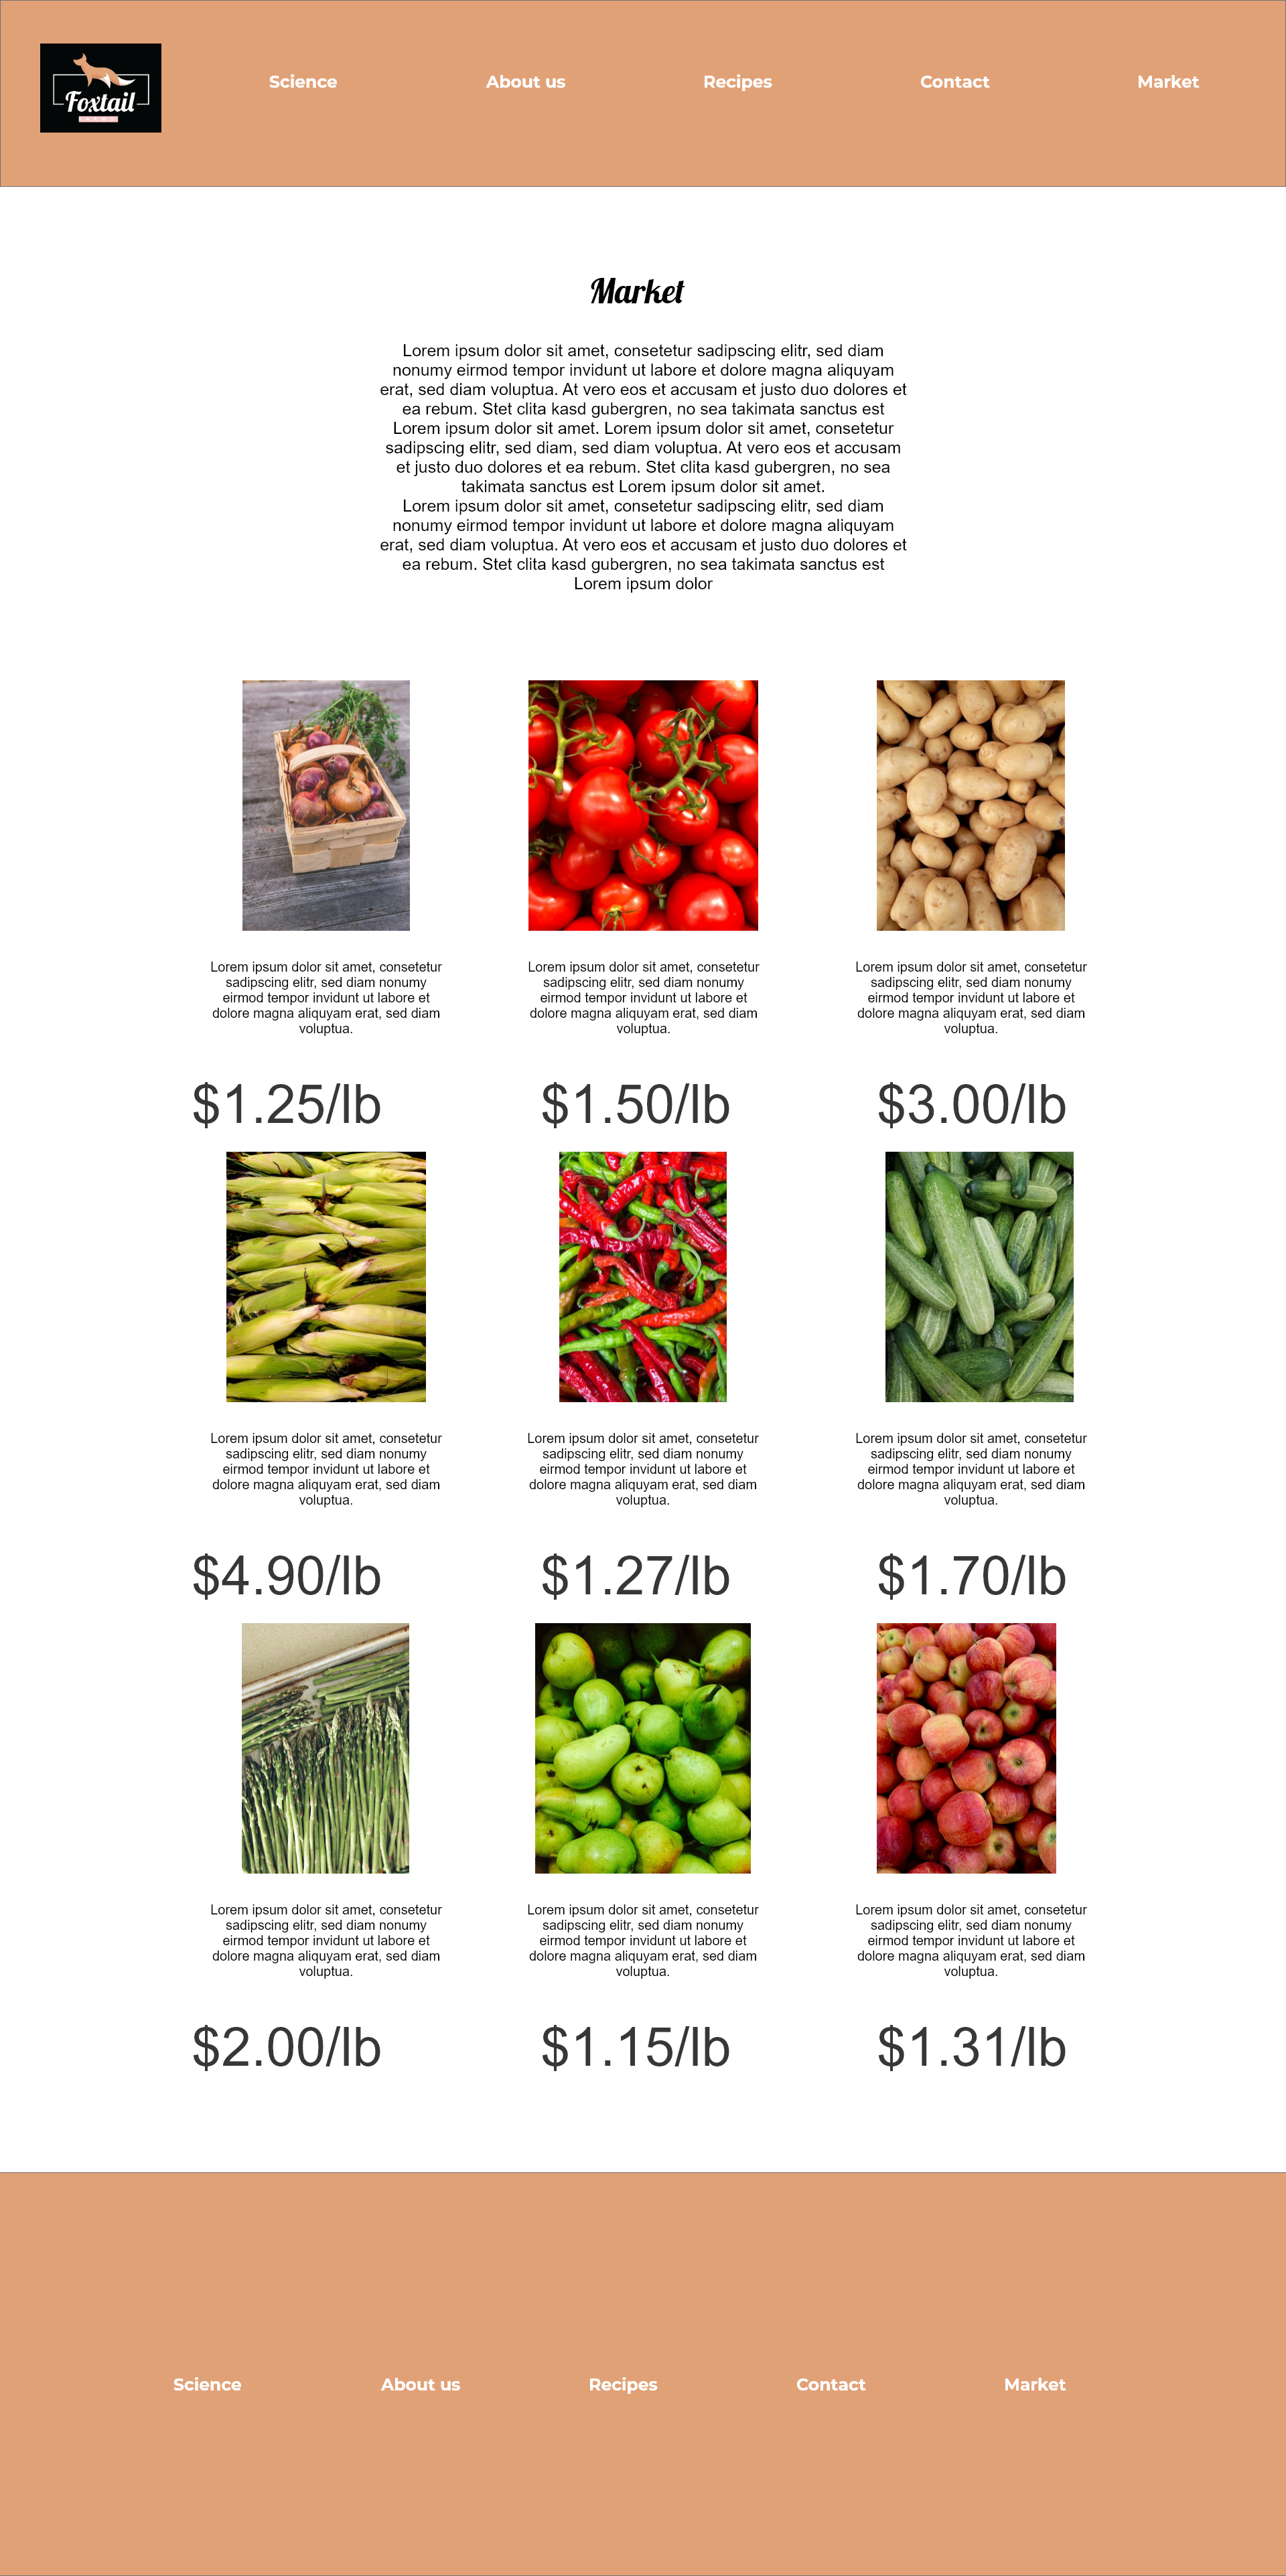 Foxtail
Science
About us
Recipes
Contact
Market
Market
Lorem ipsum dolor sit amet, consetetur sadipscing elitr, sed diam
nonumy eirmod tempor invidunt ut labore et dolore magna aliquyam
erat, sed diam voluptua. At vero eos et accusam et justo duo dolores et
ea rebum. Stet clita kasd gubergren, no sea takimata sanctus est
Lorem ipsum dolor sit amet. Lorem ipsum dolor sit amet, consetetur
sadipscing elitr, sed diam, sed diam voluptua. At vero eos et accusam
et justo duo dolores et ea rebum. Stet clita kasd gubergren, no sea
takimata sanctus est Lorem ipsum dolor sit amet.
Lorem ipsum dolor sit amet, consetetur sadipscing elitr, sed diam
nonumy eirmod tempor invidunt ut labore et dolore magna aliquyam
erat, sed diam voluptua. At vero eos et accusam et justo duo dolores et
ea rebum. Stet clita kasd gubergren, no sea takimata sanctus est
Lorem ipsum dolor
Lorem ipsum dolor sit amet, consetetur
sadipscing elitr, sed diam nonumy
eirmod tempor invidunt ut labore et
dolore magna aliquyam erat, sed diam
voluptua.
Lorem ipsum dolor sit amet, consetetur
sadipscing elitr, sed diam nonumy
eirmod tempor invidunt ut labore et
dolore magna aliquyam erat, sed diam
voluptua.
Lorem ipsum dolor sit amet, consetetur
sadipscing elitr, sed diam nonumy
eirmod tempor invidunt ut labore et
dolore magna aliquyam erat, sed diam
voluptua.
$1.25/lb
$1.50/lb
$3.00/lb
Lorem ipsum dolor sit amet, consetetur
sadipscing elitr, sed diam nonumy
eirmod tempor invidunt ut labore et
dolore magna aliquyam erat, sed diam
voluptua.
Lorem ipsum dolor sit amet, consetetur
sadipscing elitr, sed diam nonumy
eirmod tempor invidunt ut labore et
dolore magna aliquyam erat, sed diam
voluptua.
Lorem ipsum dolor sit amet, consetetur
sadipscing elitr, sed diam nonumy
eirmod tempor invidunt ut labore et
dolore magna aliquyam erat, sed diam
voluptua.
$4.90/lb
$1.27/lb
$1.70/lb
Lorem ipsum dolor sit amet, consetetur
sadipscing elitr, sed diam nonumy
eirmod tempor invidunt ut labore et
dolore magna aliquyam erat, sed diam
voluptua.
Lorem ipsum dolor sit amet, consetetur
sadipscing elitr, sed diam nonumy
eirmod tempor invidunt ut labore et
dolore magna aliquyam erat, sed diam
voluptua.
Lorem ipsum dolor sit amet, consetetur
sadipscing elitr, sed diam nonumy
eirmod tempor invidunt ut labore et
dolore magna aliquyam erat, sed diam
voluptua.
$2.00/lb
$1.15/lb
$1.31/lb
Science
About us
Recipes
Contact
Market